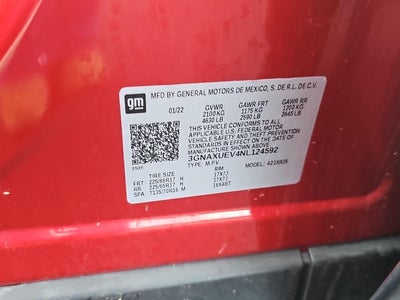 gm
MFD BY GENERAL MOTORS DE MEXICO, S. DE R.L. DE C.V.
01/22 GVWR GAWR FRT GAWR RR
2100 KG 1175 KG 1200 KG
4630 LB 2590 LB 2645 LB
THIS VEHICLE CONFORMS TO ALL
APPLICABLE U.S. FEDERAL MOTOR
VEHICLE SAFETY AND THEFT PREVENTION
STANDARDS IN EFFECT ON THE DATE OF
MANUFACTURE SHOWN ABOVE.
3GNAXUEV4NL124592
TYPE: M.P.V. MODEL:
TIRE SIZE RIM
FRT 225/65R17 H 17X7J
RR 225/65R17 H 17X7J
SPA T135/70R16 M 16X4BT